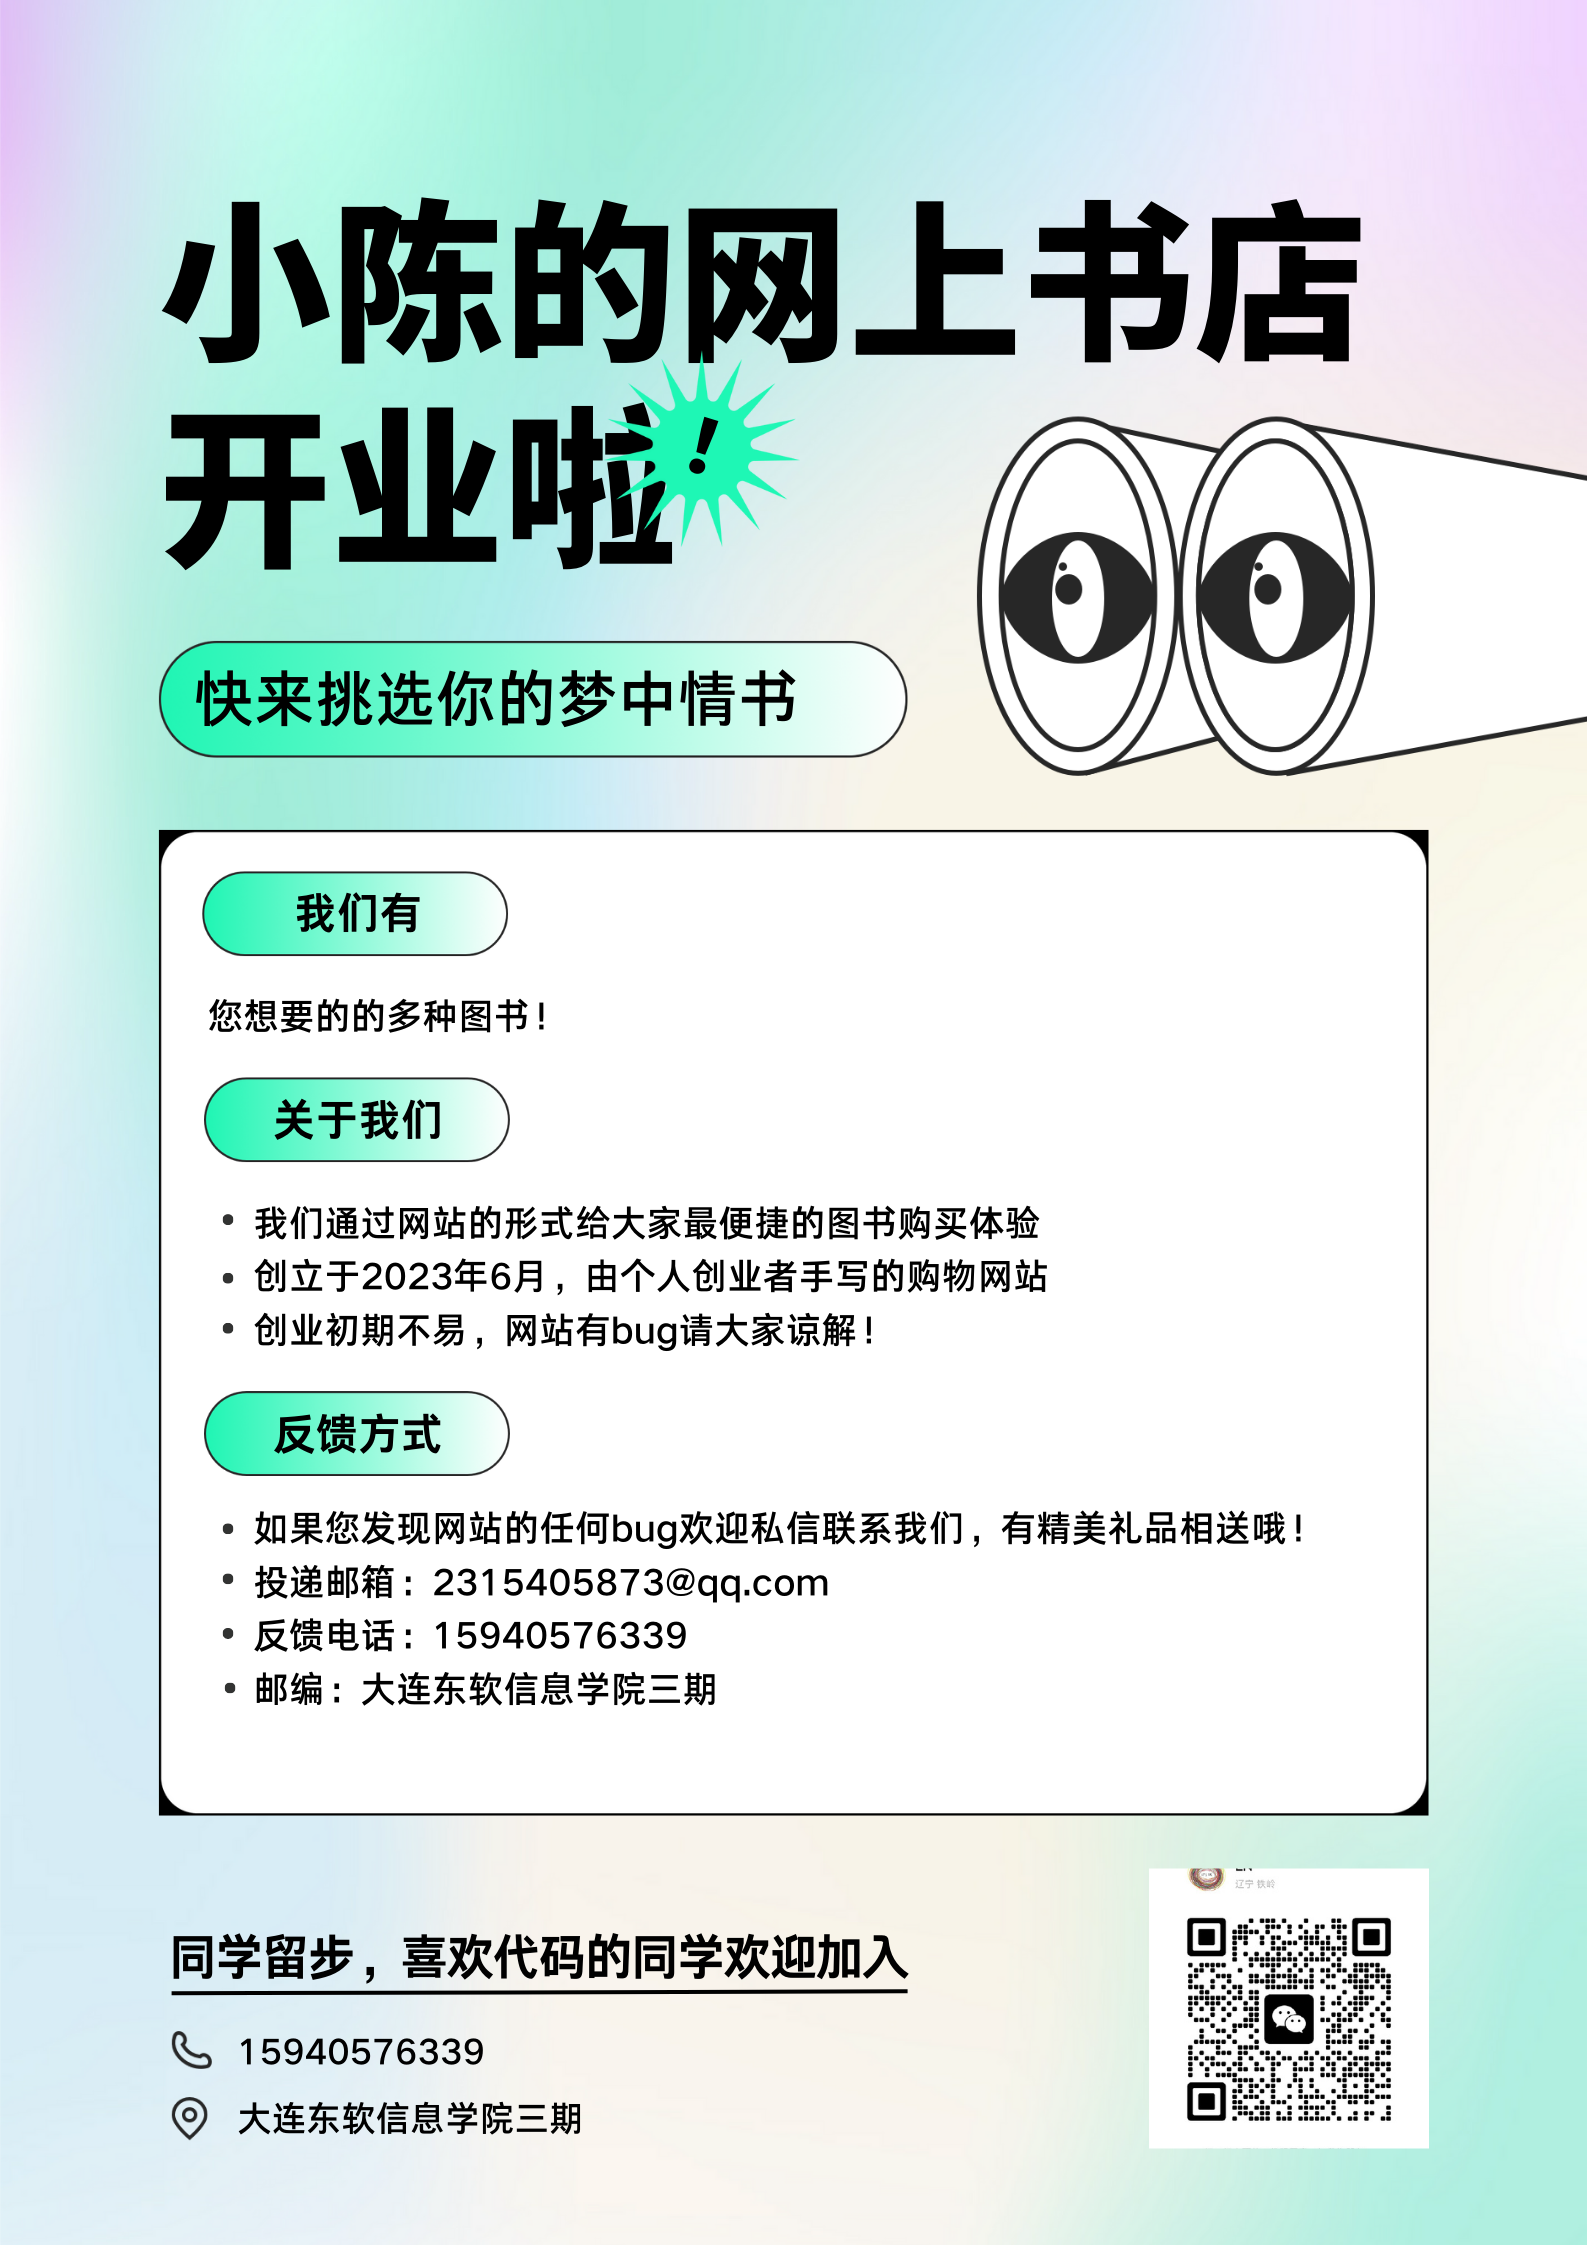 小陈的网上书店
开业啦
!
快来挑选你的梦中情书
我们有
您想要的的多种图书！
关于我们
• 我们通过网站的形式给大家最便捷的图书购买体验
• 创立于2023年6月，由个人创业者手写的购物网站
• 创业初期不易，网站有bug请大家谅解！
反馈方式
• 如果您发现网站的任何bug欢迎私信联系我们，有精美礼品相送哦！
• 投递邮箱：2315405873@qq.com
• 反馈电话：15940576339
• 邮编：大连东软信息学院三期
辽宁 铁岭
同学留步，喜欢代码的同学欢迎加入
15940576339
大连东软信息学院三期